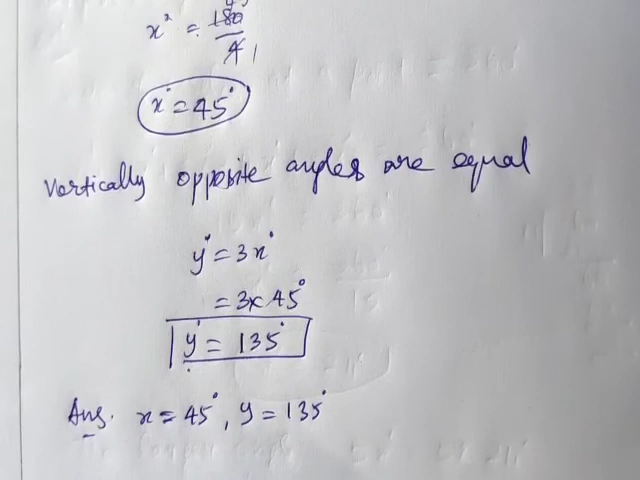 x° = 180
4
x° = 45°
Vertically opposite angles are equal
y° = 3x°
= 3x 45°
y° = 135°
Ans. x = 45°, y = 135°